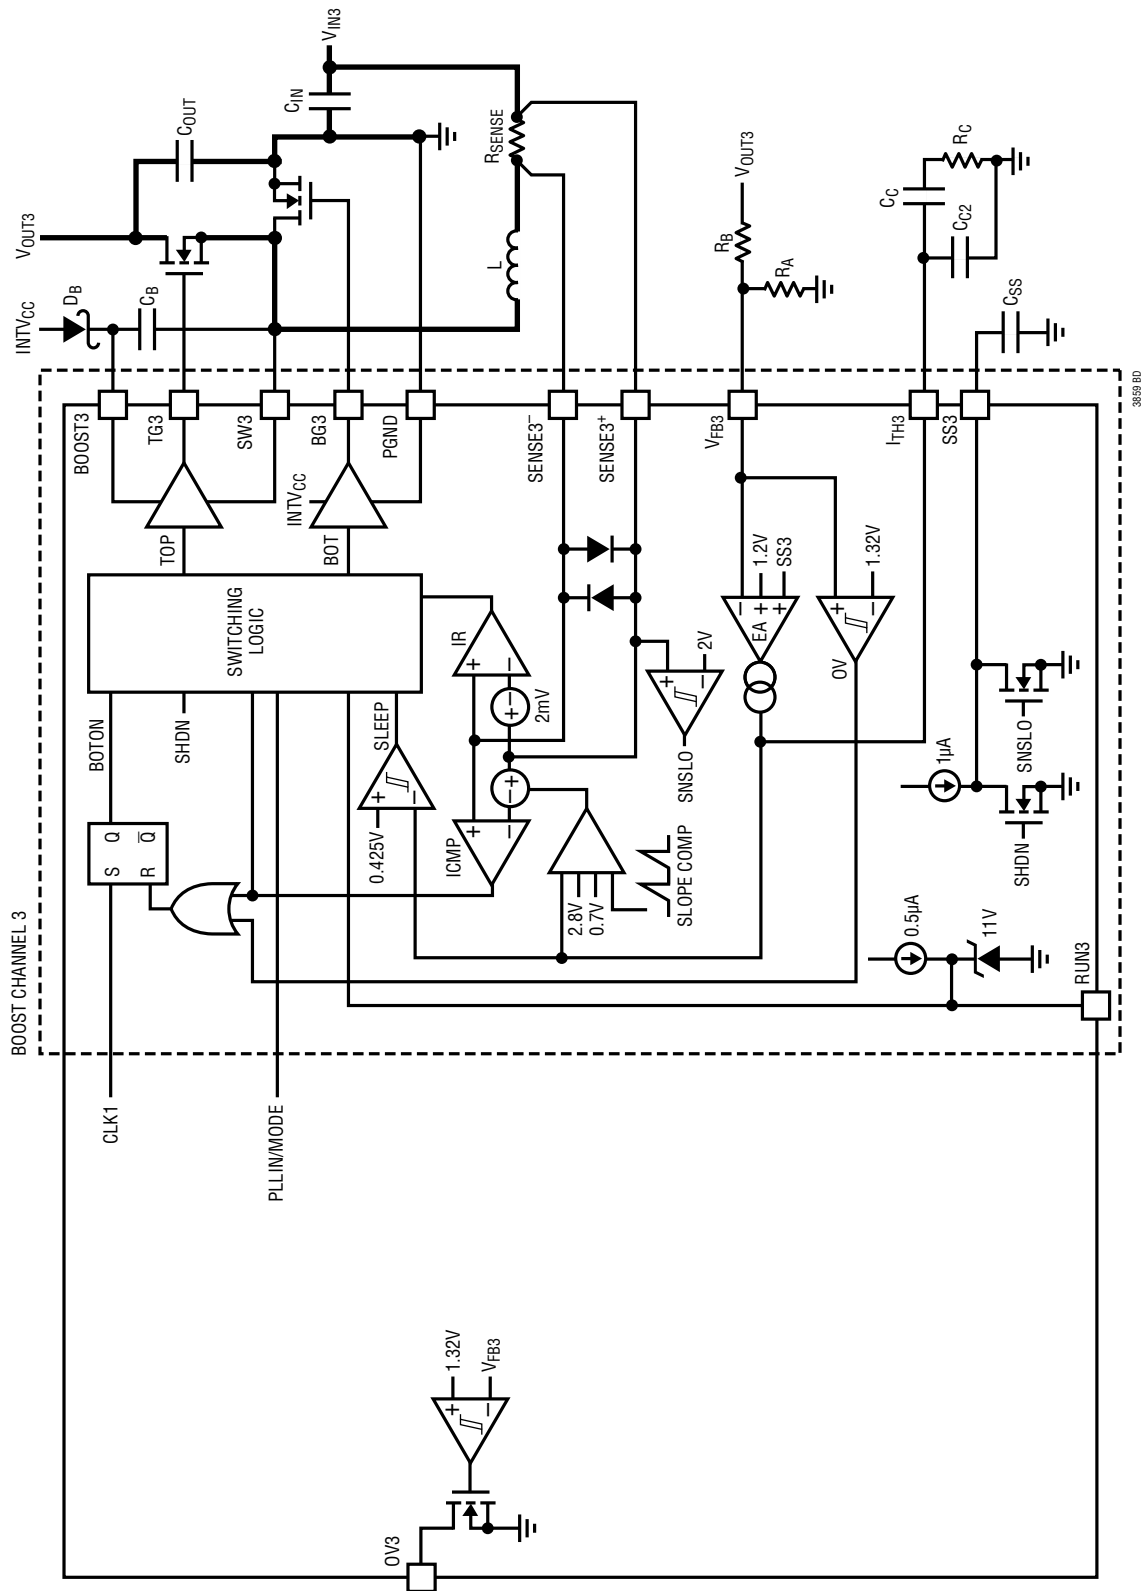 BOOST CHANNEL 3
CLK1
PLLIN/MODE
S Q
R Q̅
BOTON
SHDN
SWITCHING
LOGIC
TOP
BOT
INTVCC
BOOST3
TG3
SW3
BG3
PGND
INTVCC
DB
CB
VOUT3
COUT
CIN
VIN3
RSENSE
L
SENSE3–
SENSE3+
SLEEP
0.425V
+
–
IR
+
–
– +
2mV
ICMP
+
–
– +
2.8V
0.7V
SLOPE COMP
SNSLO
+
–
2V
VFB3
RB
VOUT3
RA
EA
–
+
+
1.2V
SS3
OV
+
–
1.32V
ITH3
CC
RC
CC2
SS3
CSS
1µA
SHDN
SNSLO
0.5µA
11V
RUN3
OV3
+
–
1.32V
VFB3
3859 BD